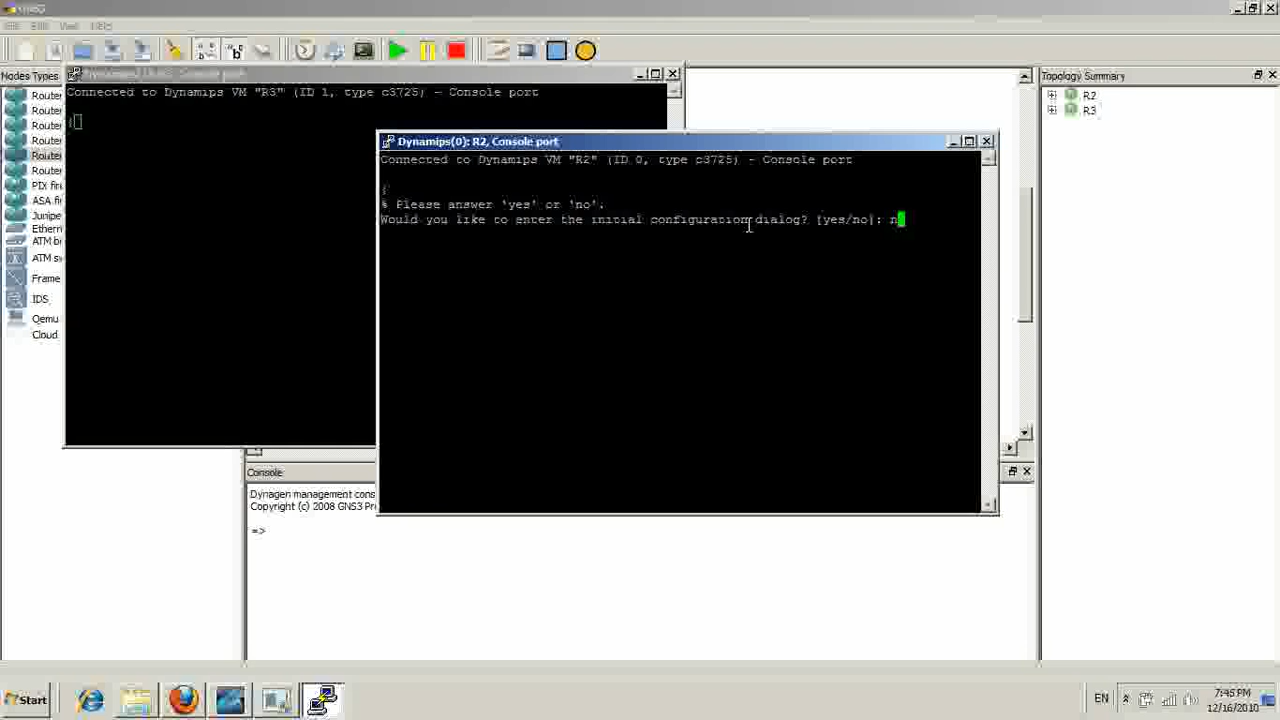 Nodes Types
Router
Router
Router
Router
Router
Router
PIX fire
ASA fi
Junipe
Ethern
ATM b
ATM s
Frame
IDS
Qemu
Cloud
Connected to Dynamips VM "R3" (ID 1, type c3725) - Console port
Dynamips(0): R2, Console port
Connected to Dynamips VM "R2" (ID 0, type c3725) - Console port
% Please answer 'yes' or 'no'.
Would you like to enter the initial configuration dialog? [yes/no]: n
Topology Summary
R2
R3
Console
Dynagen management cons
Copyright (c) 2008 GNS3 Pr
=>
Start
EN
7:45 PM
12/16/2010